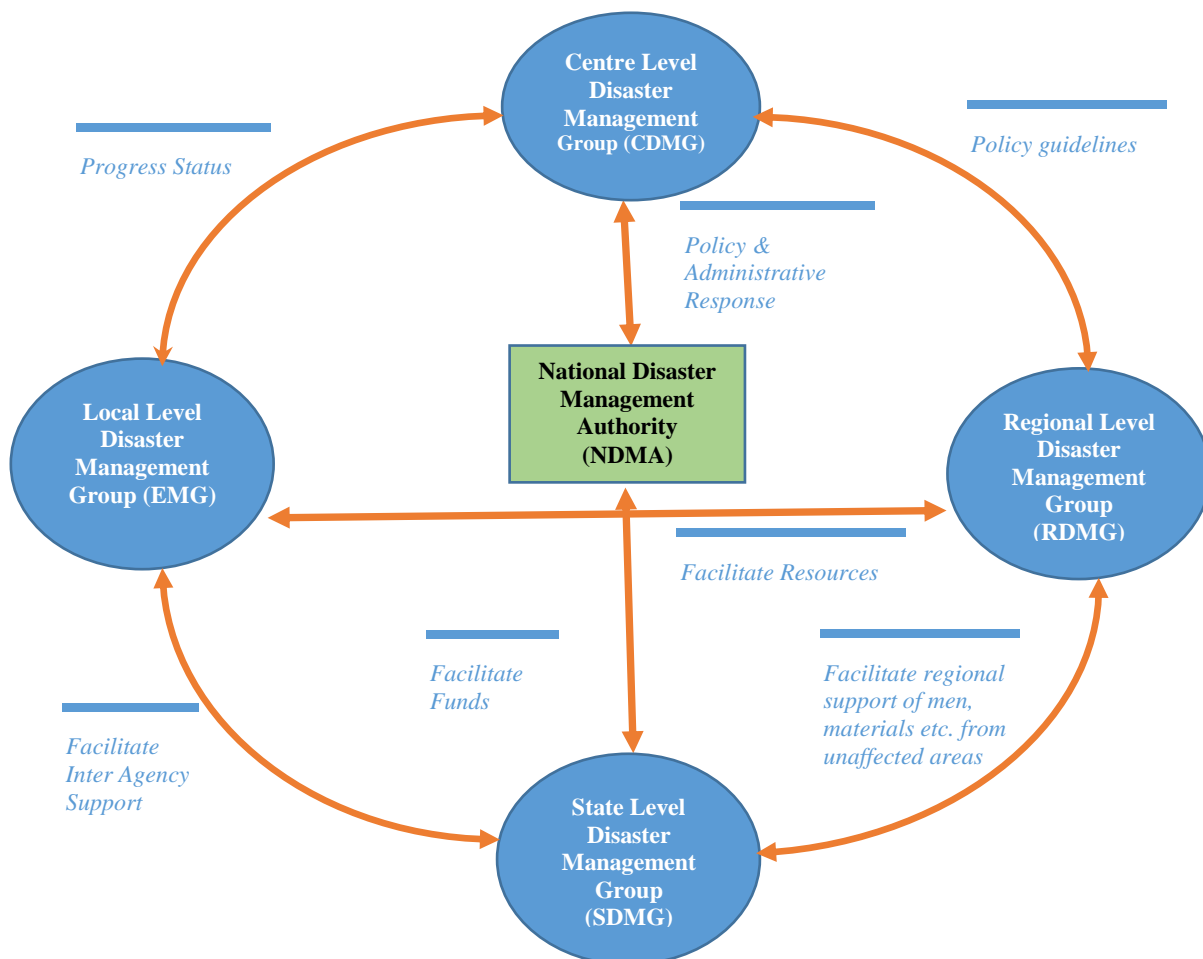 Centre Level
Disaster
Management
Group (CDMG)
Progress Status
Policy guidelines
Policy &
Administrative
Response
National Disaster
Management
Authority
(NDMA)
Local Level
Disaster
Management
Group (EMG)
Regional Level
Disaster
Management
Group
(RDMG)
Facilitate Resources
Facilitate
Funds
Facilitate regional
support of men,
materials etc. from
unaffected areas
Facilitate
Inter Agency
Support
State Level
Disaster
Management
Group
(SDMG)